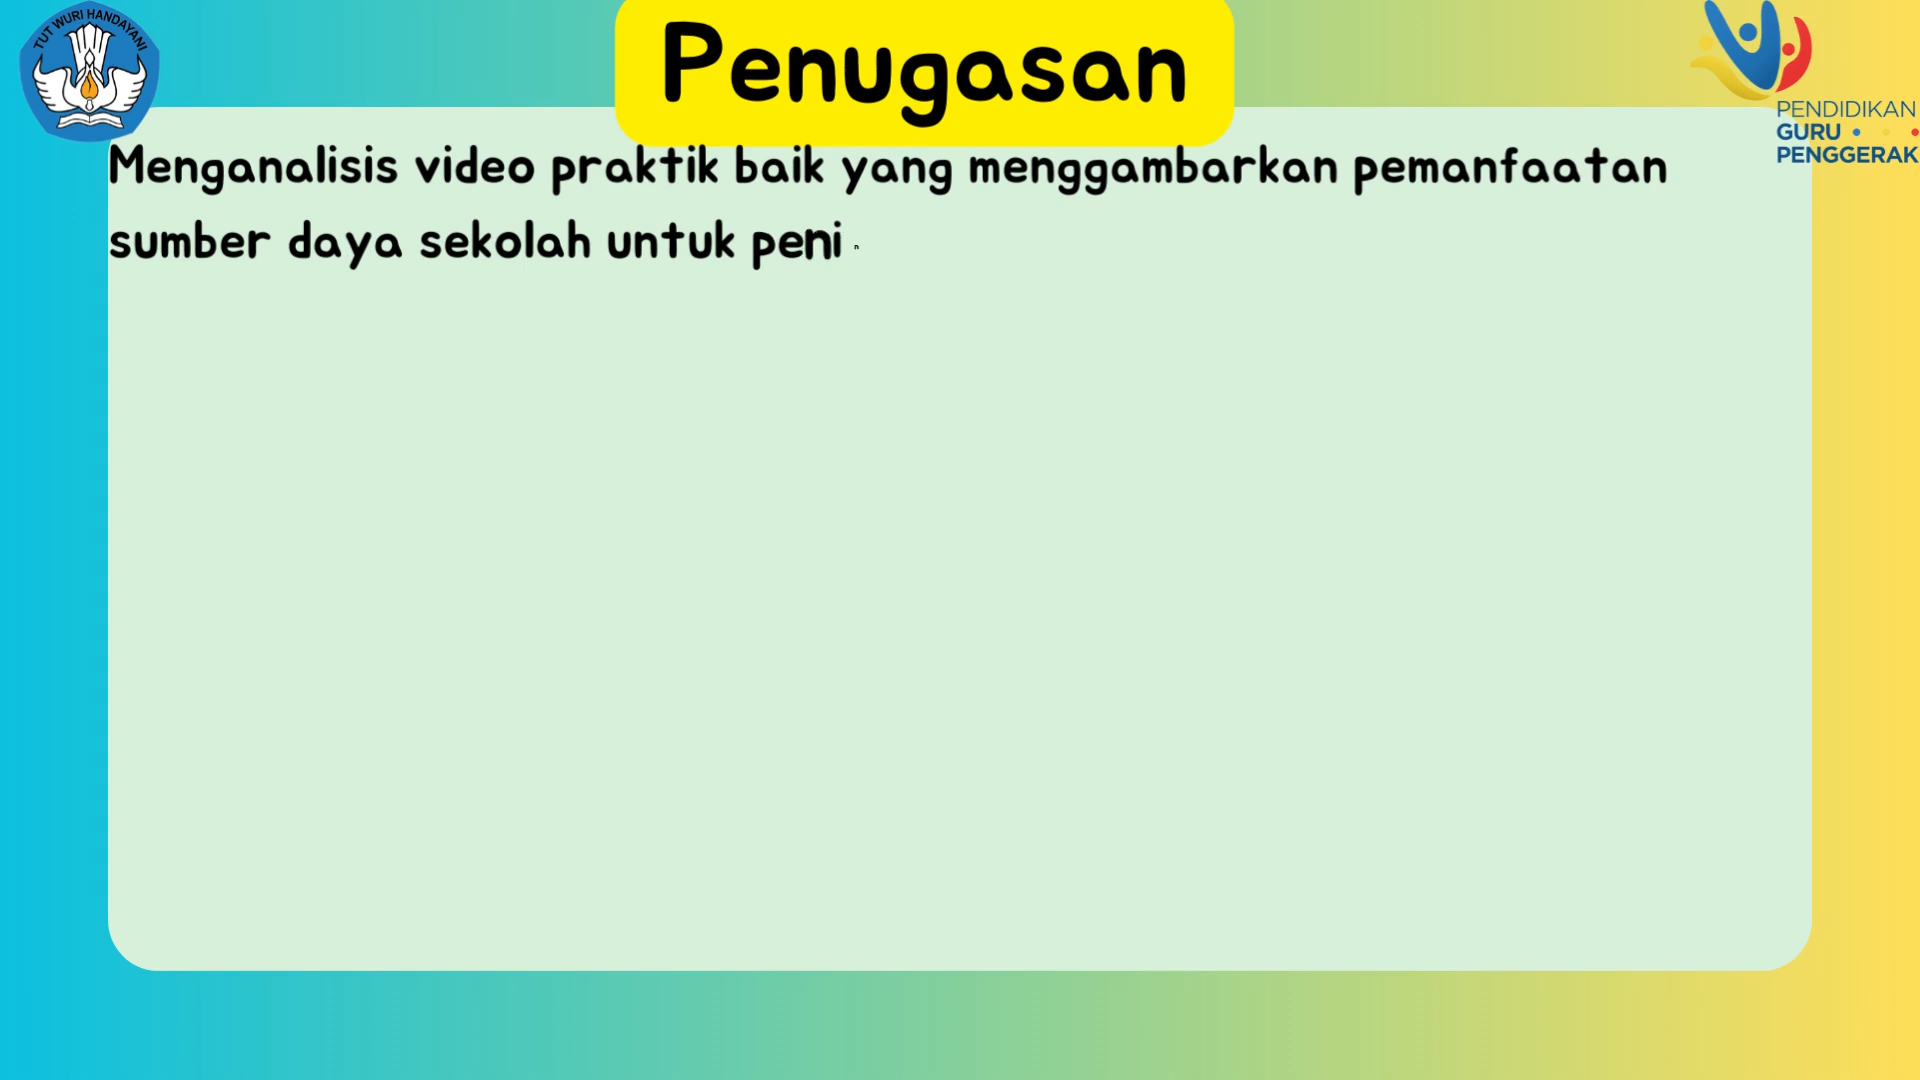 TUT WURI HANDAYANI
Penugasan
PENDIDIKAN
GURU
PENGGERAK
Menganalisis video praktik baik yang menggambarkan pemanfaatan
sumber daya sekolah untuk peni n